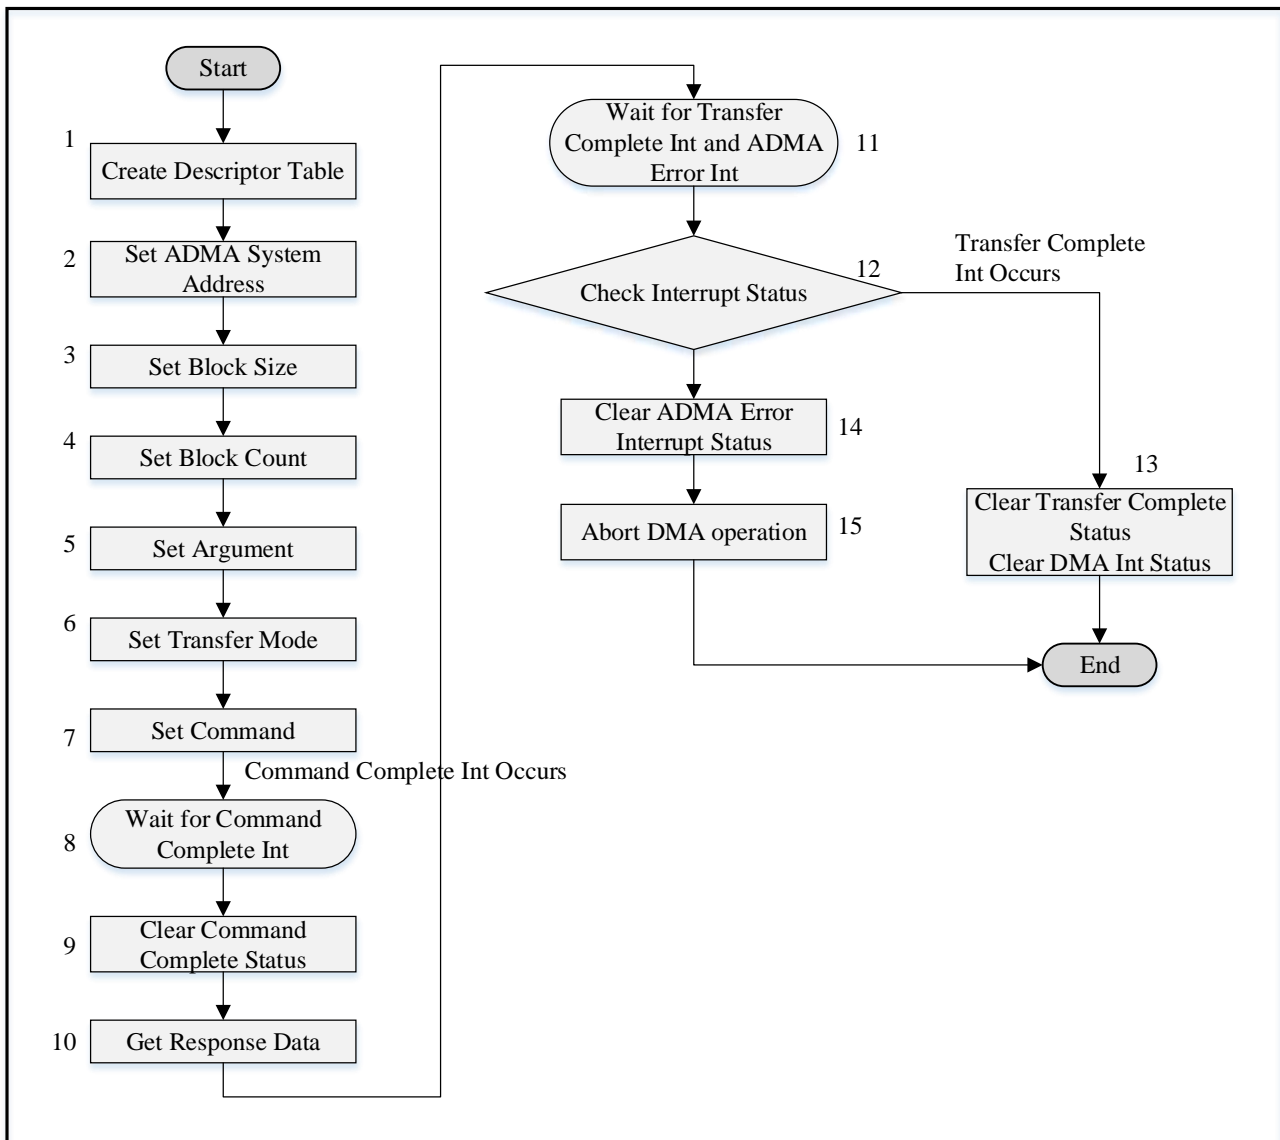 Start
1
Create Descriptor Table
2
Set ADMA System
Address
3
Set Block Size
4
Set Block Count
5
Set Argument
6
Set Transfer Mode
7
Set Command
Command Complete Int Occurs
8
Wait for Command
Complete Int
9
Clear Command
Complete Status
10
Get Response Data
Wait for Transfer
Complete Int and ADMA
Error Int
11
12
Check Interrupt Status
Transfer Complete
Int Occurs
Clear ADMA Error
Interrupt Status
14
Abort DMA operation
15
13
Clear Transfer Complete
Status
Clear DMA Int Status
End